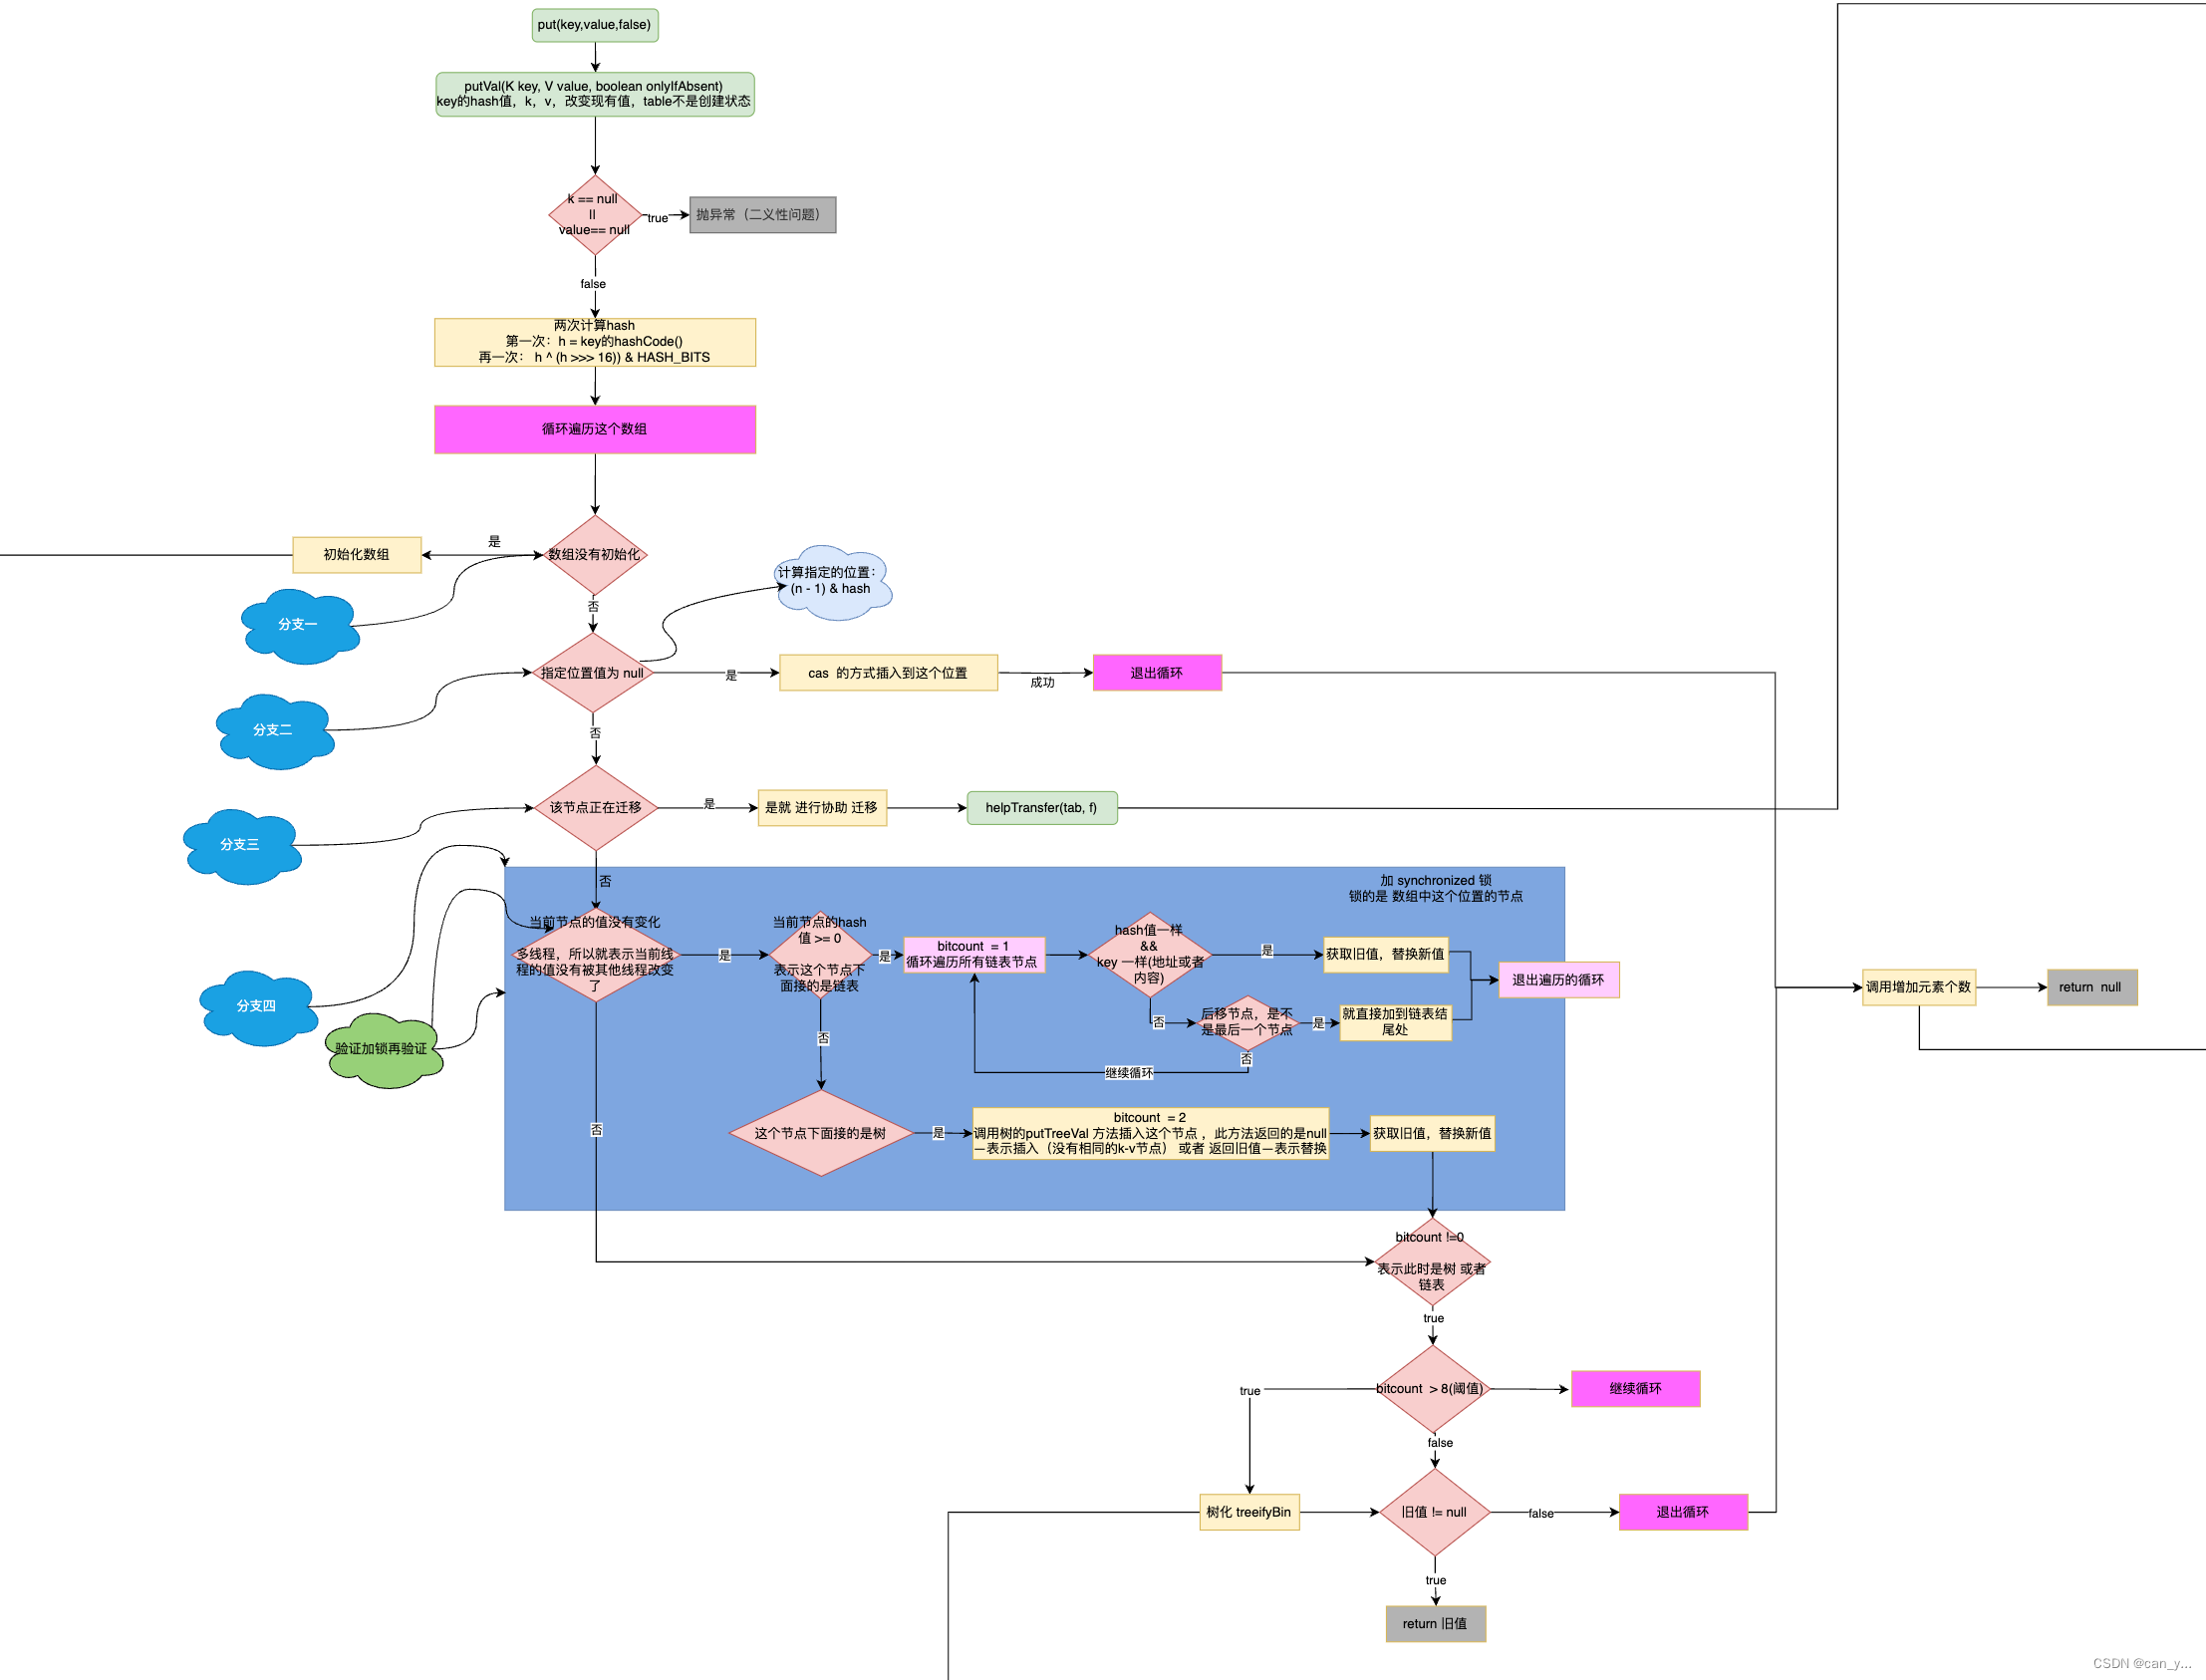 put(key,value,false)
putVal(K key, V value, boolean onlyIfAbsent)
key的hash值，k，v，改变现有值，table不是创建状态
k == null
||
value== null
true
抛异常（二义性问题）
false
两次计算hash
第一次：h = key的hashCode()
再一次： h ^ (h >>> 16)) & HASH_BITS
循环遍历这个数组
数组没有初始化
是
初始化数组
分支一
否
计算指定的位置：
(n - 1) & hash
指定位置值为 null
是
cas 的方式插入到这个位置
成功
退出循环
分支二
否
该节点正在迁移
是
是就 进行协助 迁移
helpTransfer(tab, f)
分支三
否
加 synchronized 锁
锁的是 数组中这个位置的节点
当前节点的值没有变化
多线程，所以就表示当前线
程的值没有被其他线程改变
了
是
当前节点的hash
值 >= 0
表示这个节点下
面接的是链表
是
bitcount = 1
循环遍历所有链表节点
hash值一样
&&
key 一样(地址或者
内容)
是
获取旧值，替换新值
退出遍历的循环
否
后移节点，是不
是最后一个节点
是
就直接加到链表结
尾处
否
继续循环
分支四
验证加锁再验证
调用增加元素个数
return null
否
这个节点下面接的是树
是
bitcount = 2
调用树的putTreeVal 方法插入这个节点 ，此方法返回的是null
—表示插入（没有相同的k-v节点） 或者 返回旧值—表示替换
获取旧值，替换新值
否
bitcount !=0
表示此时是树 或者
链表
true
bitcount > 8(阈值)
继续循环
true
false
树化 treeifyBin
旧值 != null
false
退出循环
true
return 旧值
CSDN @can_y...